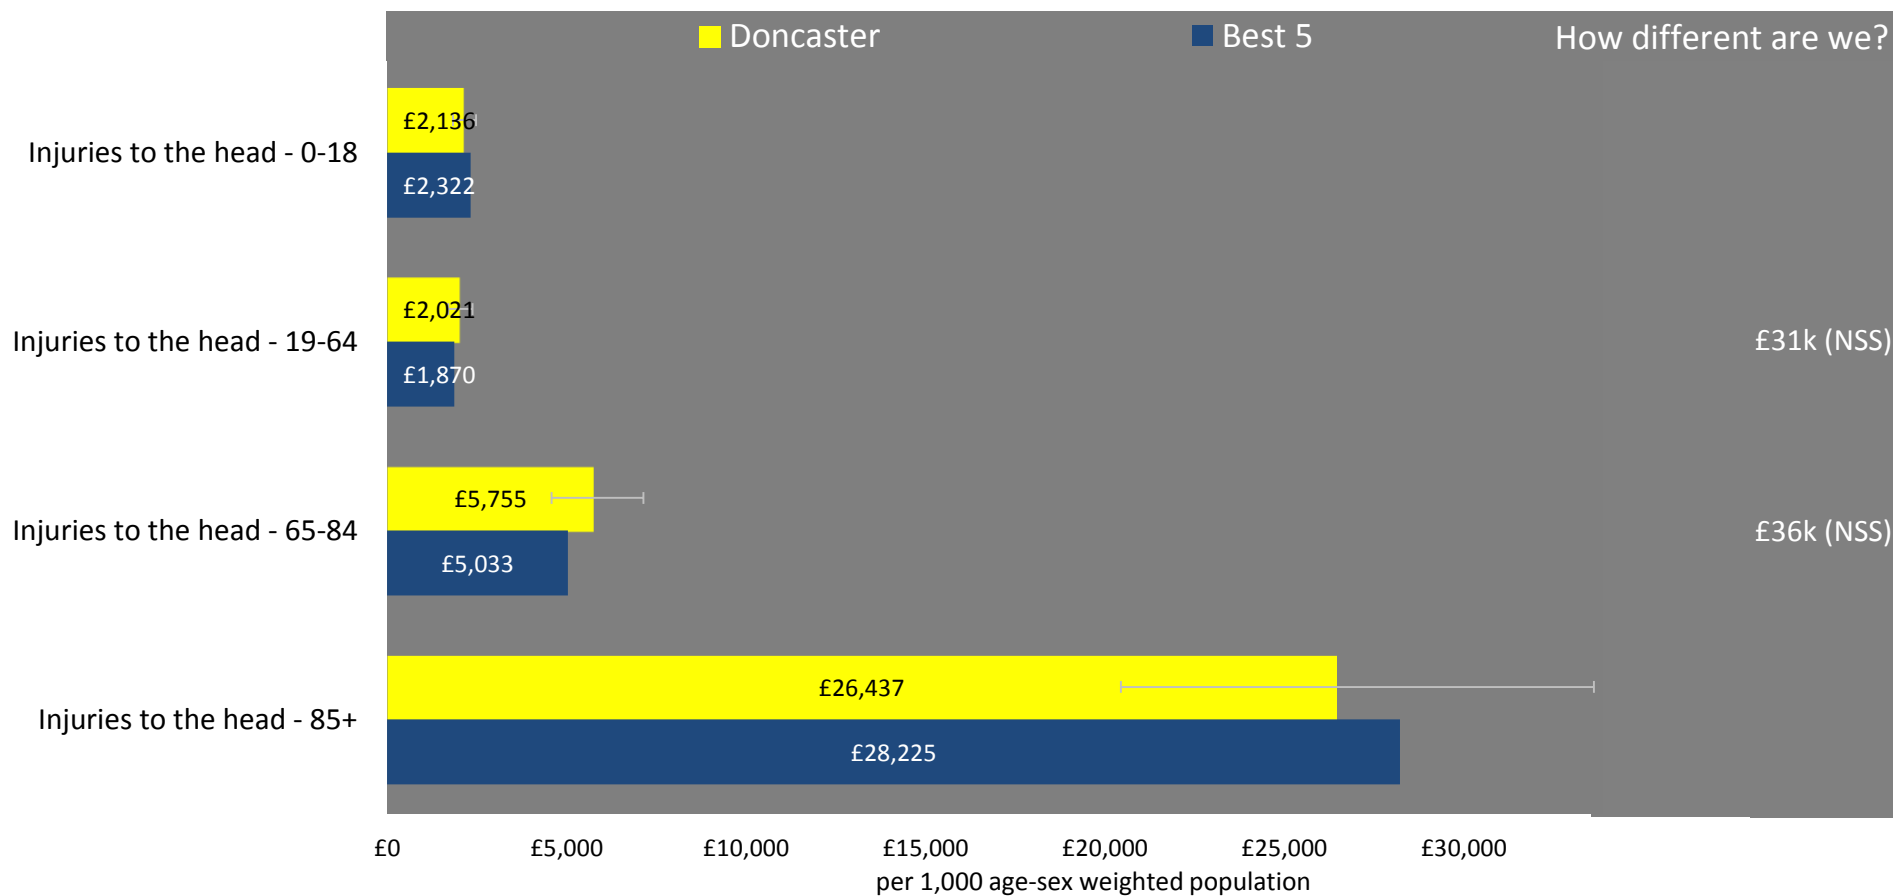 Doncaster Best 5 How different are we?
Injuries to the head - 0-18
£2,136
£2,322
Injuries to the head - 19-64
£2,021
£1,870
£31k (NSS)
Injuries to the head - 65-84
£5,755
£5,033
£36k (NSS)
Injuries to the head - 85+
£26,437
£28,225
£0 £5,000 £10,000 £15,000 £20,000 £25,000 £30,000
per 1,000 age-sex weighted population